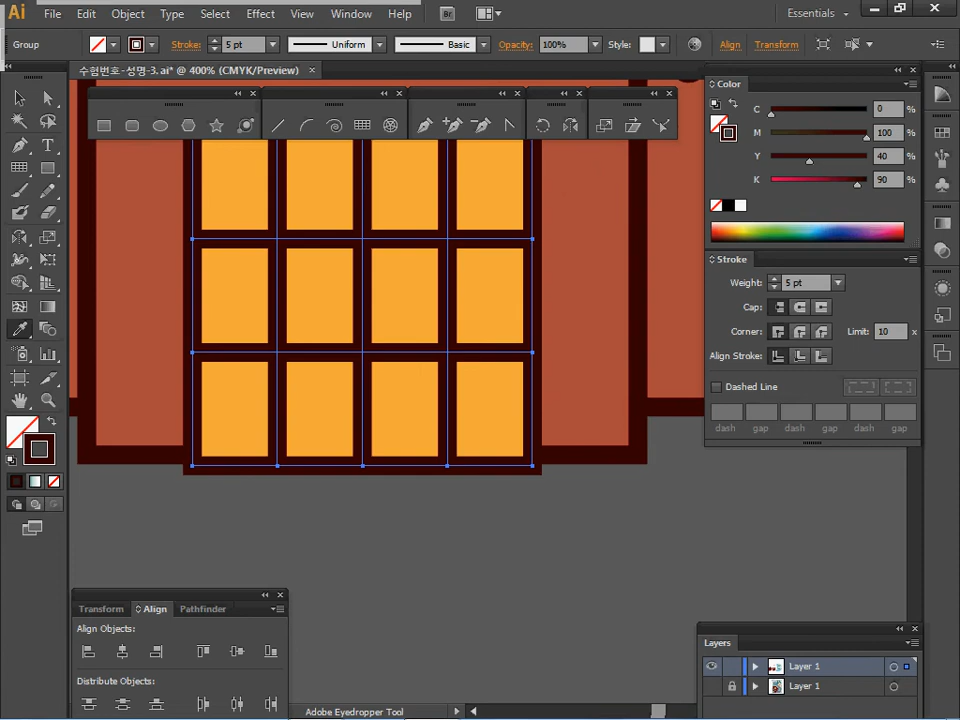 Ai File Edit Object Type Select Effect View Window Help Br Essentials
Group Stroke: 5 pt Uniform Basic Opacity: 100% Style: Align Transform
수험번호-성명-3.ai* @ 400% (CMYK/Preview)
Color
C 0 %
M 100 %
Y 40 %
K 90 %
Stroke
Weight: 5 pt
Cap:
Corner: Limit: 10 x
Align Stroke:
Dashed Line
dash gap dash gap dash gap
Transform Align Pathfinder
Align Objects:
Distribute Objects:
Layers
Layer 1
Layer 1
Adobe Eyedropper Tool